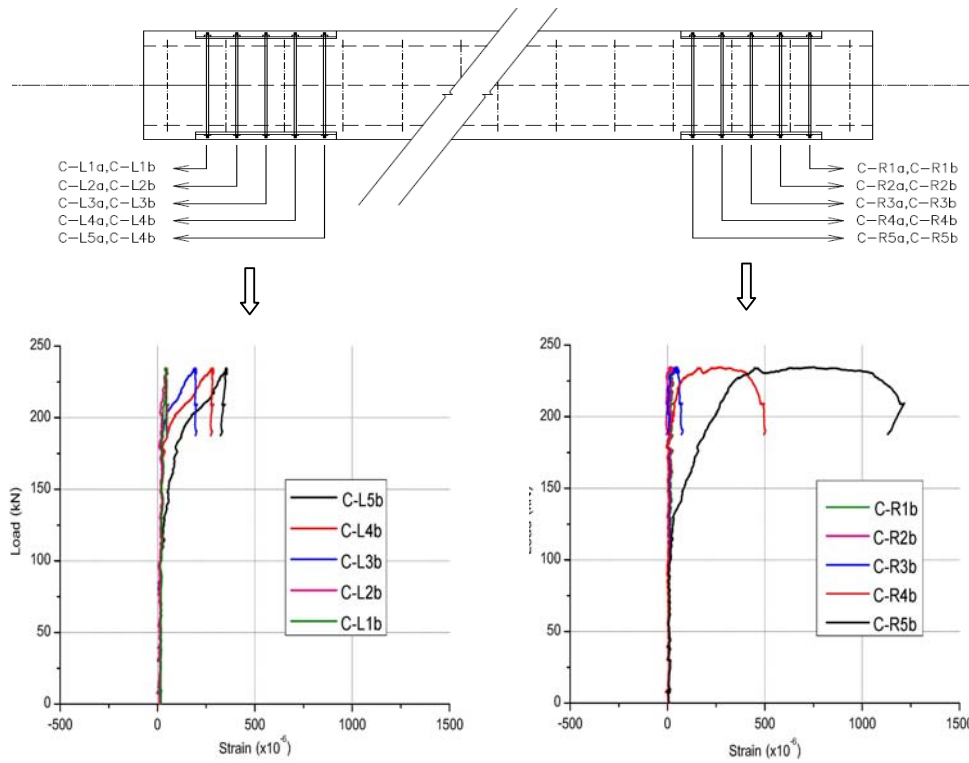 C-L1a,C-L1b
C-L2a,C-L2b
C-L3a,C-L3b
C-L4a,C-L4b
C-L5a,C-L4b
C-R1a,C-R1b
C-R2a,C-R2b
C-R3a,C-R3b
C-R4a,C-R4b
C-R5a,C-R5b
250
200
150
100
50
0
Load (kN)
-500
0
500
1000
1500
Strain (x10-6)
C-L5b
C-L4b
C-L3b
C-L2b
C-L1b
250
200
150
100
50
0
-500
0
500
1000
1500
Strain (x10-6)
C-R1b
C-R2b
C-R3b
C-R4b
C-R5b